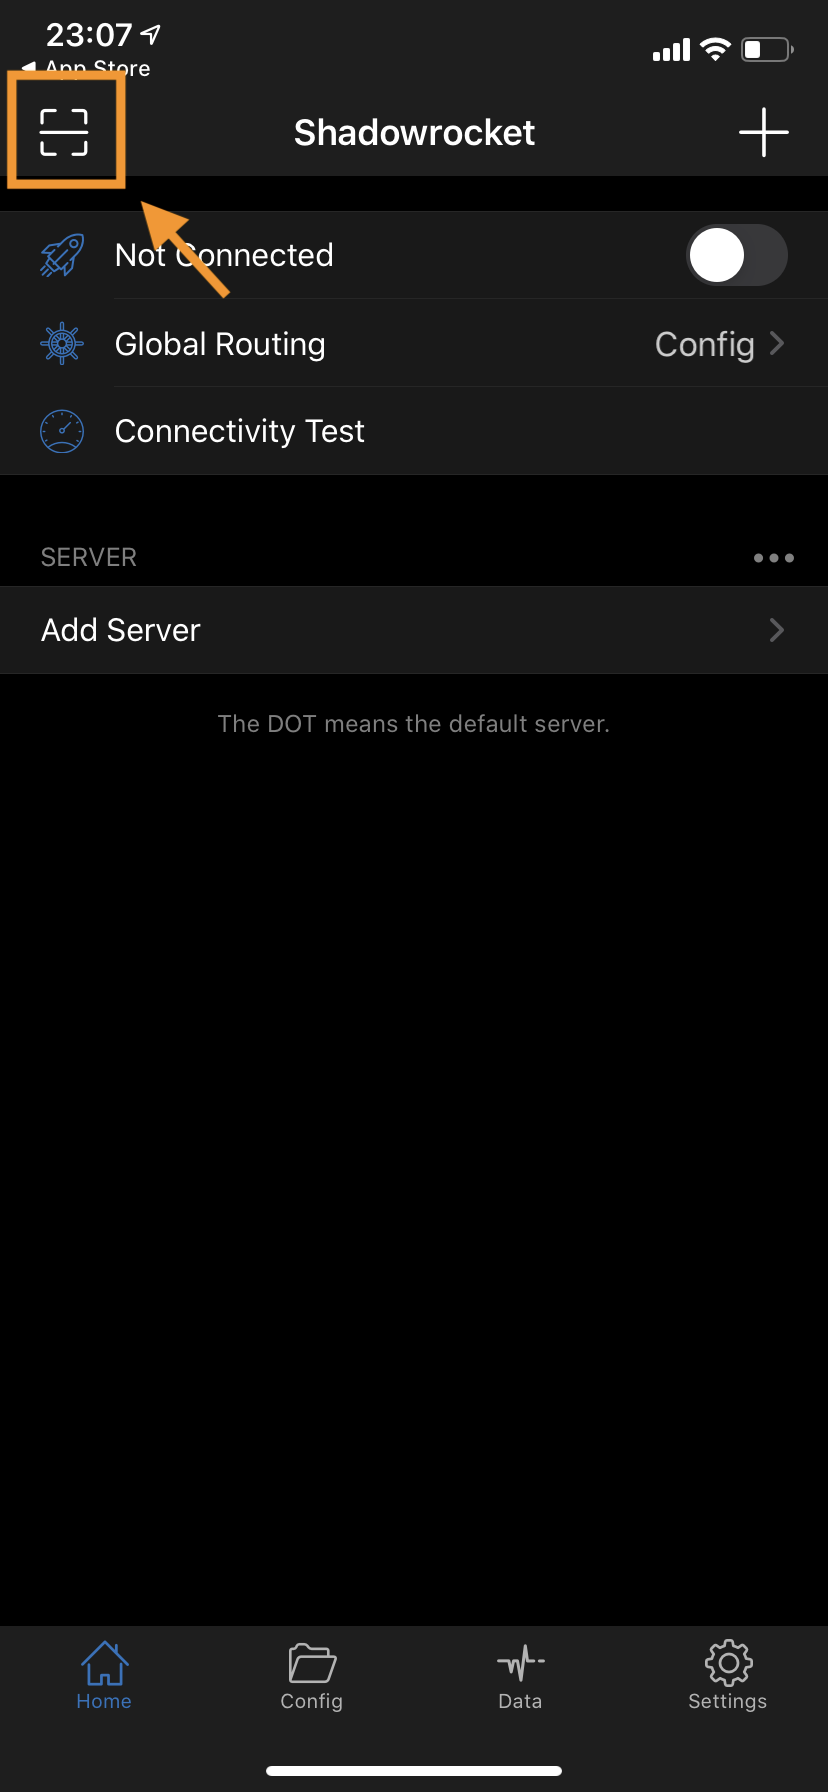 23:07
App Store
Shadowrocket
Not Connected
Global Routing
Config
Connectivity Test
SERVER
Add Server
The DOT means the default server.
Home
Config
Data
Settings